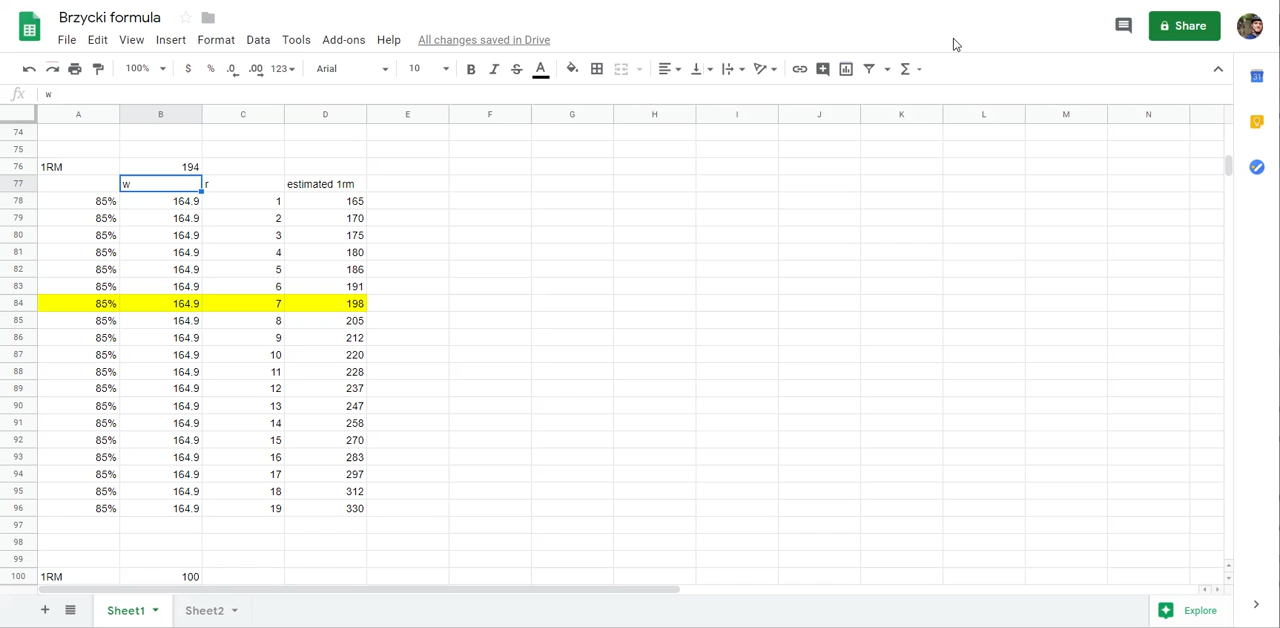 Brzycki formula
File Edit View Insert Format Data Tools Add-ons Help All changes saved in Drive
Share
100% $ % .0 .00 123 Arial 10 B I S A Σ
fx w
A B C D E F G H I J K L M N
74
75
76 1RM 194
77 w r estimated 1rm
78 85% 164.9 1 165
79 85% 164.9 2 170
80 85% 164.9 3 175
81 85% 164.9 4 180
82 85% 164.9 5 186
83 85% 164.9 6 191
84 85% 164.9 7 198
85 85% 164.9 8 205
86 85% 164.9 9 212
87 85% 164.9 10 220
88 85% 164.9 11 228
89 85% 164.9 12 237
90 85% 164.9 13 247
91 85% 164.9 14 258
92 85% 164.9 15 270
93 85% 164.9 16 283
94 85% 164.9 17 297
95 85% 164.9 18 312
96 85% 164.9 19 330
97
98
99
100 1RM 100
+ Sheet1 Sheet2 Explore
31